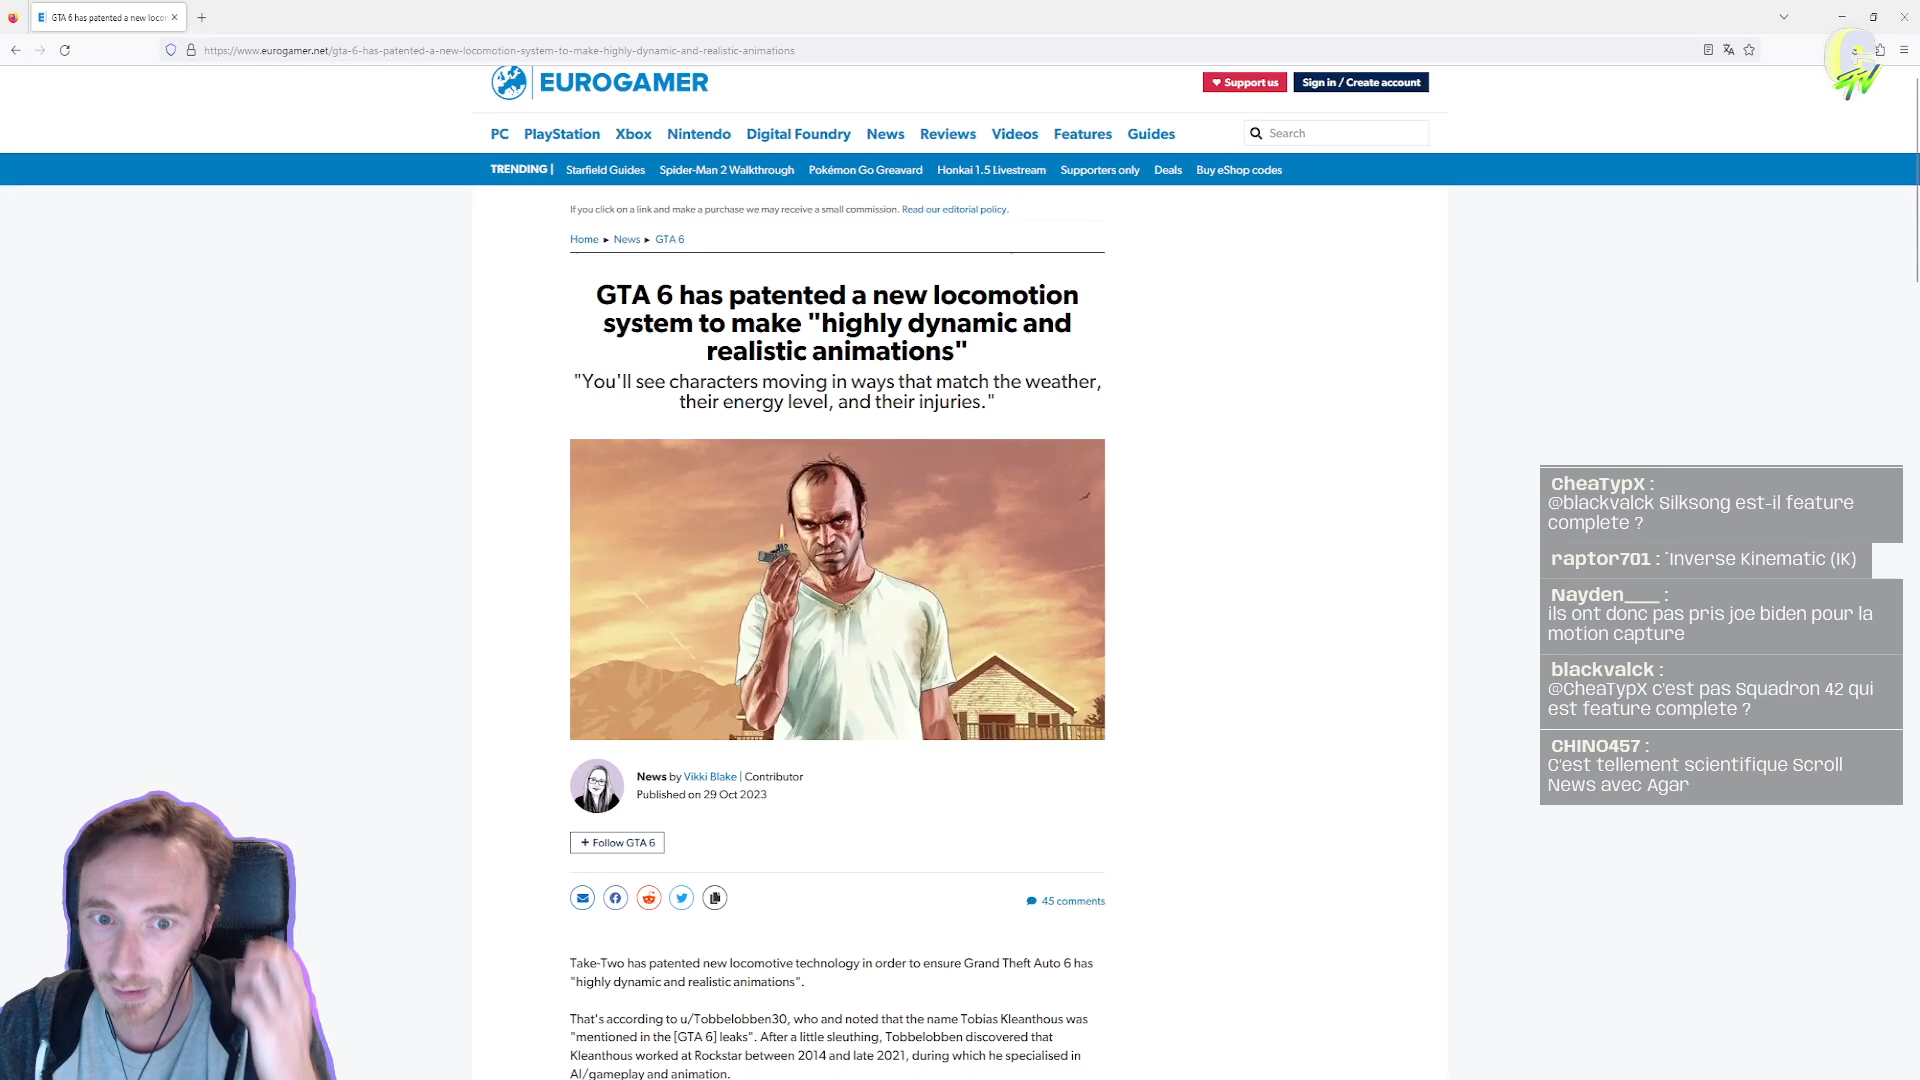 GTA 6 has patented a new locon
https://www.eurogamer.net/gta-6-has-patented-a-new-locomotion-system-to-make-highly-dynamic-and-realistic-animations
EUROGAMER
Support us
Sign in / Create account
PC PlayStation Xbox Nintendo Digital Foundry News Reviews Videos Features Guides
Search
TRENDING | Starfield Guides Spider-Man 2 Walkthrough Pokémon Go Greavard Honkai 1.5 Livestream Supporters only Deals Buy eShop codes
If you click on a link and make a purchase we may receive a small commission. Read our editorial policy.
Home ▸ News ▸ GTA 6
GTA 6 has patented a new locomotion
system to make "highly dynamic and
realistic animations"
"You'll see characters moving in ways that match the weather,
their energy level, and their injuries."
News by Vikki Blake | Contributor
Published on 29 Oct 2023
+ Follow GTA 6
45 comments
Take-Two has patented new locomotive technology in order to ensure Grand Theft Auto 6 has
"highly dynamic and realistic animations".
That's according to u/Tobbelobben30, who and noted that the name Tobias Kleanthous was
"mentioned in the [GTA 6] leaks". After a little sleuthing, Tobbelobben discovered that
Kleanthous worked at Rockstar between 2014 and late 2021, during which he specialised in
AI/gameplay and animation.
CheaTypX :
@blackvalck Silksong est-il feature
complete ?
raptor701 : Inverse Kinematic (IK)
Nayden___ :
ils ont donc pas pris joe biden pour la
motion capture
blackvalck :
@CheaTypX c'est pas Squadron 42 qui
est feature complete ?
CHINO457 :
C'est tellement scientifique Scroll
News avec Agar